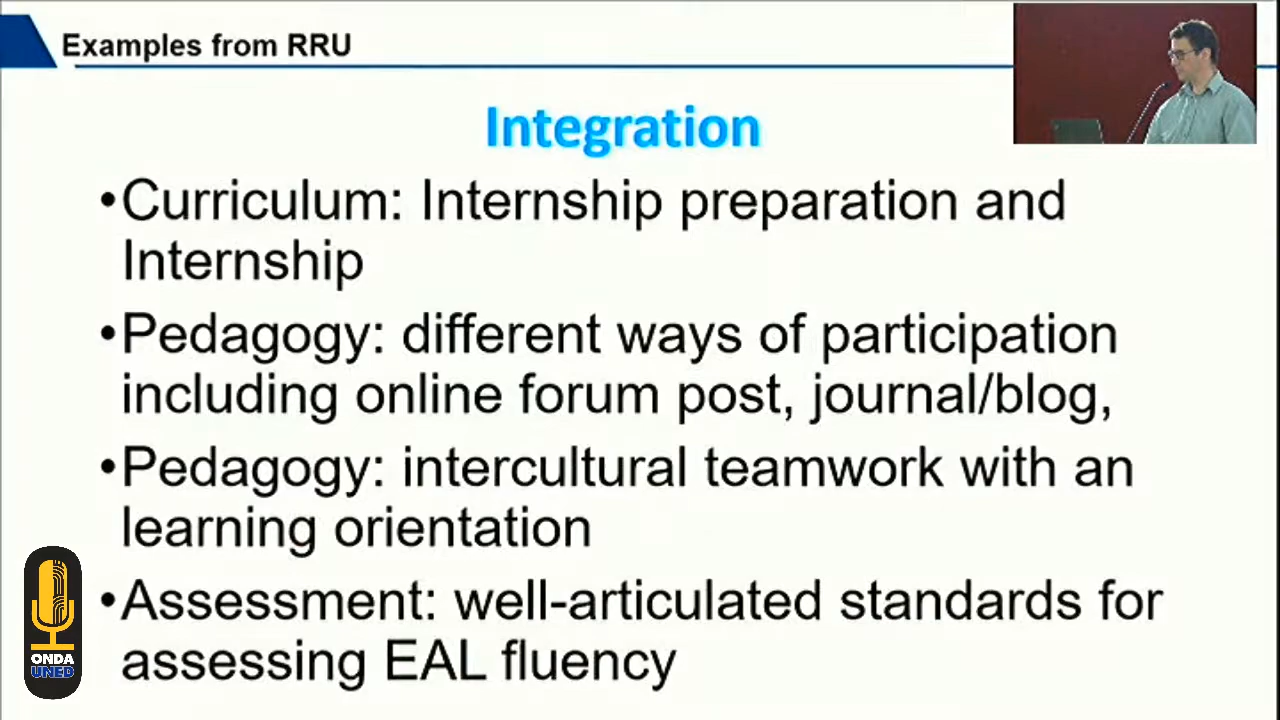 Examples from RRU
Integration
•Curriculum: Internship preparation and
Internship
•Pedagogy: different ways of participation
including online forum post, journal/blog,
•Pedagogy: intercultural teamwork with an
learning orientation
•Assessment: well-articulated standards for
assessing EAL fluency
ONDA
UNED